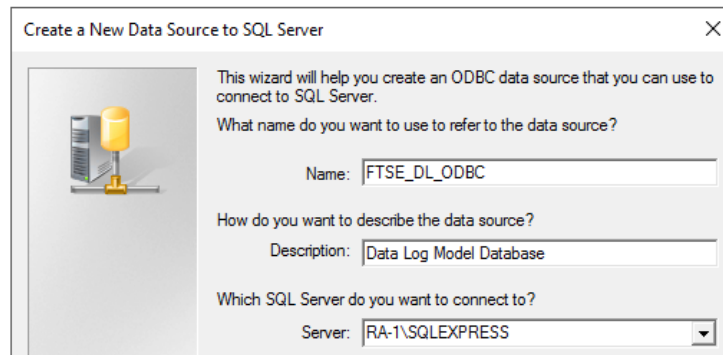 Create a New Data Source to SQL Server
This wizard will help you create an ODBC data source that you can use to
connect to SQL Server.
What name do you want to use to refer to the data source?
Name: FTSE_DL_ODBC
How do you want to describe the data source?
Description: Data Log Model Database
Which SQL Server do you want to connect to?
Server: RA-1\SQLEXPRESS